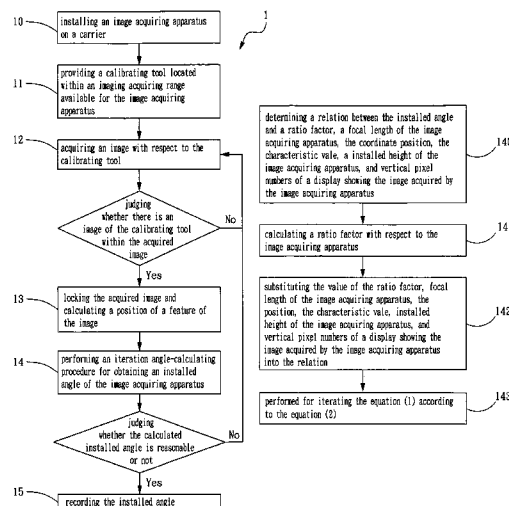 1
10
installing an image acquiring apparatus
on a carrier
11
providing a calibrating tool located
within an imaging acquiring range
available for the image acquiring
apparatus
12
acquiring an image with respect to the
calibrating tool
judging
whether there is an
image of the calibrating tool
within the acquired
image
No
Yes
13
locking the acquired image and
calculating a position of a feature of
the image
14
performing an iteration angle-calculating
procedure for obtaining an installed
angle of the image acquiring apparatus
judging
whether the calculated
installed angle is reasonable
or not
No
Yes
15
recording the installed angle
determining a relation between the installed angle
and a ratio factor, a focal length of the image
acquiring apparatus, the coordinate position, the
characteristic vale, a installed height of the
image acquiring apparatus, and vertical pixel
numbers of a display showing the image acquired by
the image acquiring apparatus
140
calculating a ratio factor with respect to the
image acquiring apparatus
substituting the value of the ratio factor, focal
length of the image acquiring apparatus, the
position, the characteristic vale, installed
height of the image acquiring apparatus, and
vertical pixel numbers of a display showing the
image acquired by the image acquiring apparatus
into the relation
142
performed for iterating the equation (1) according
to the equation (2)
143